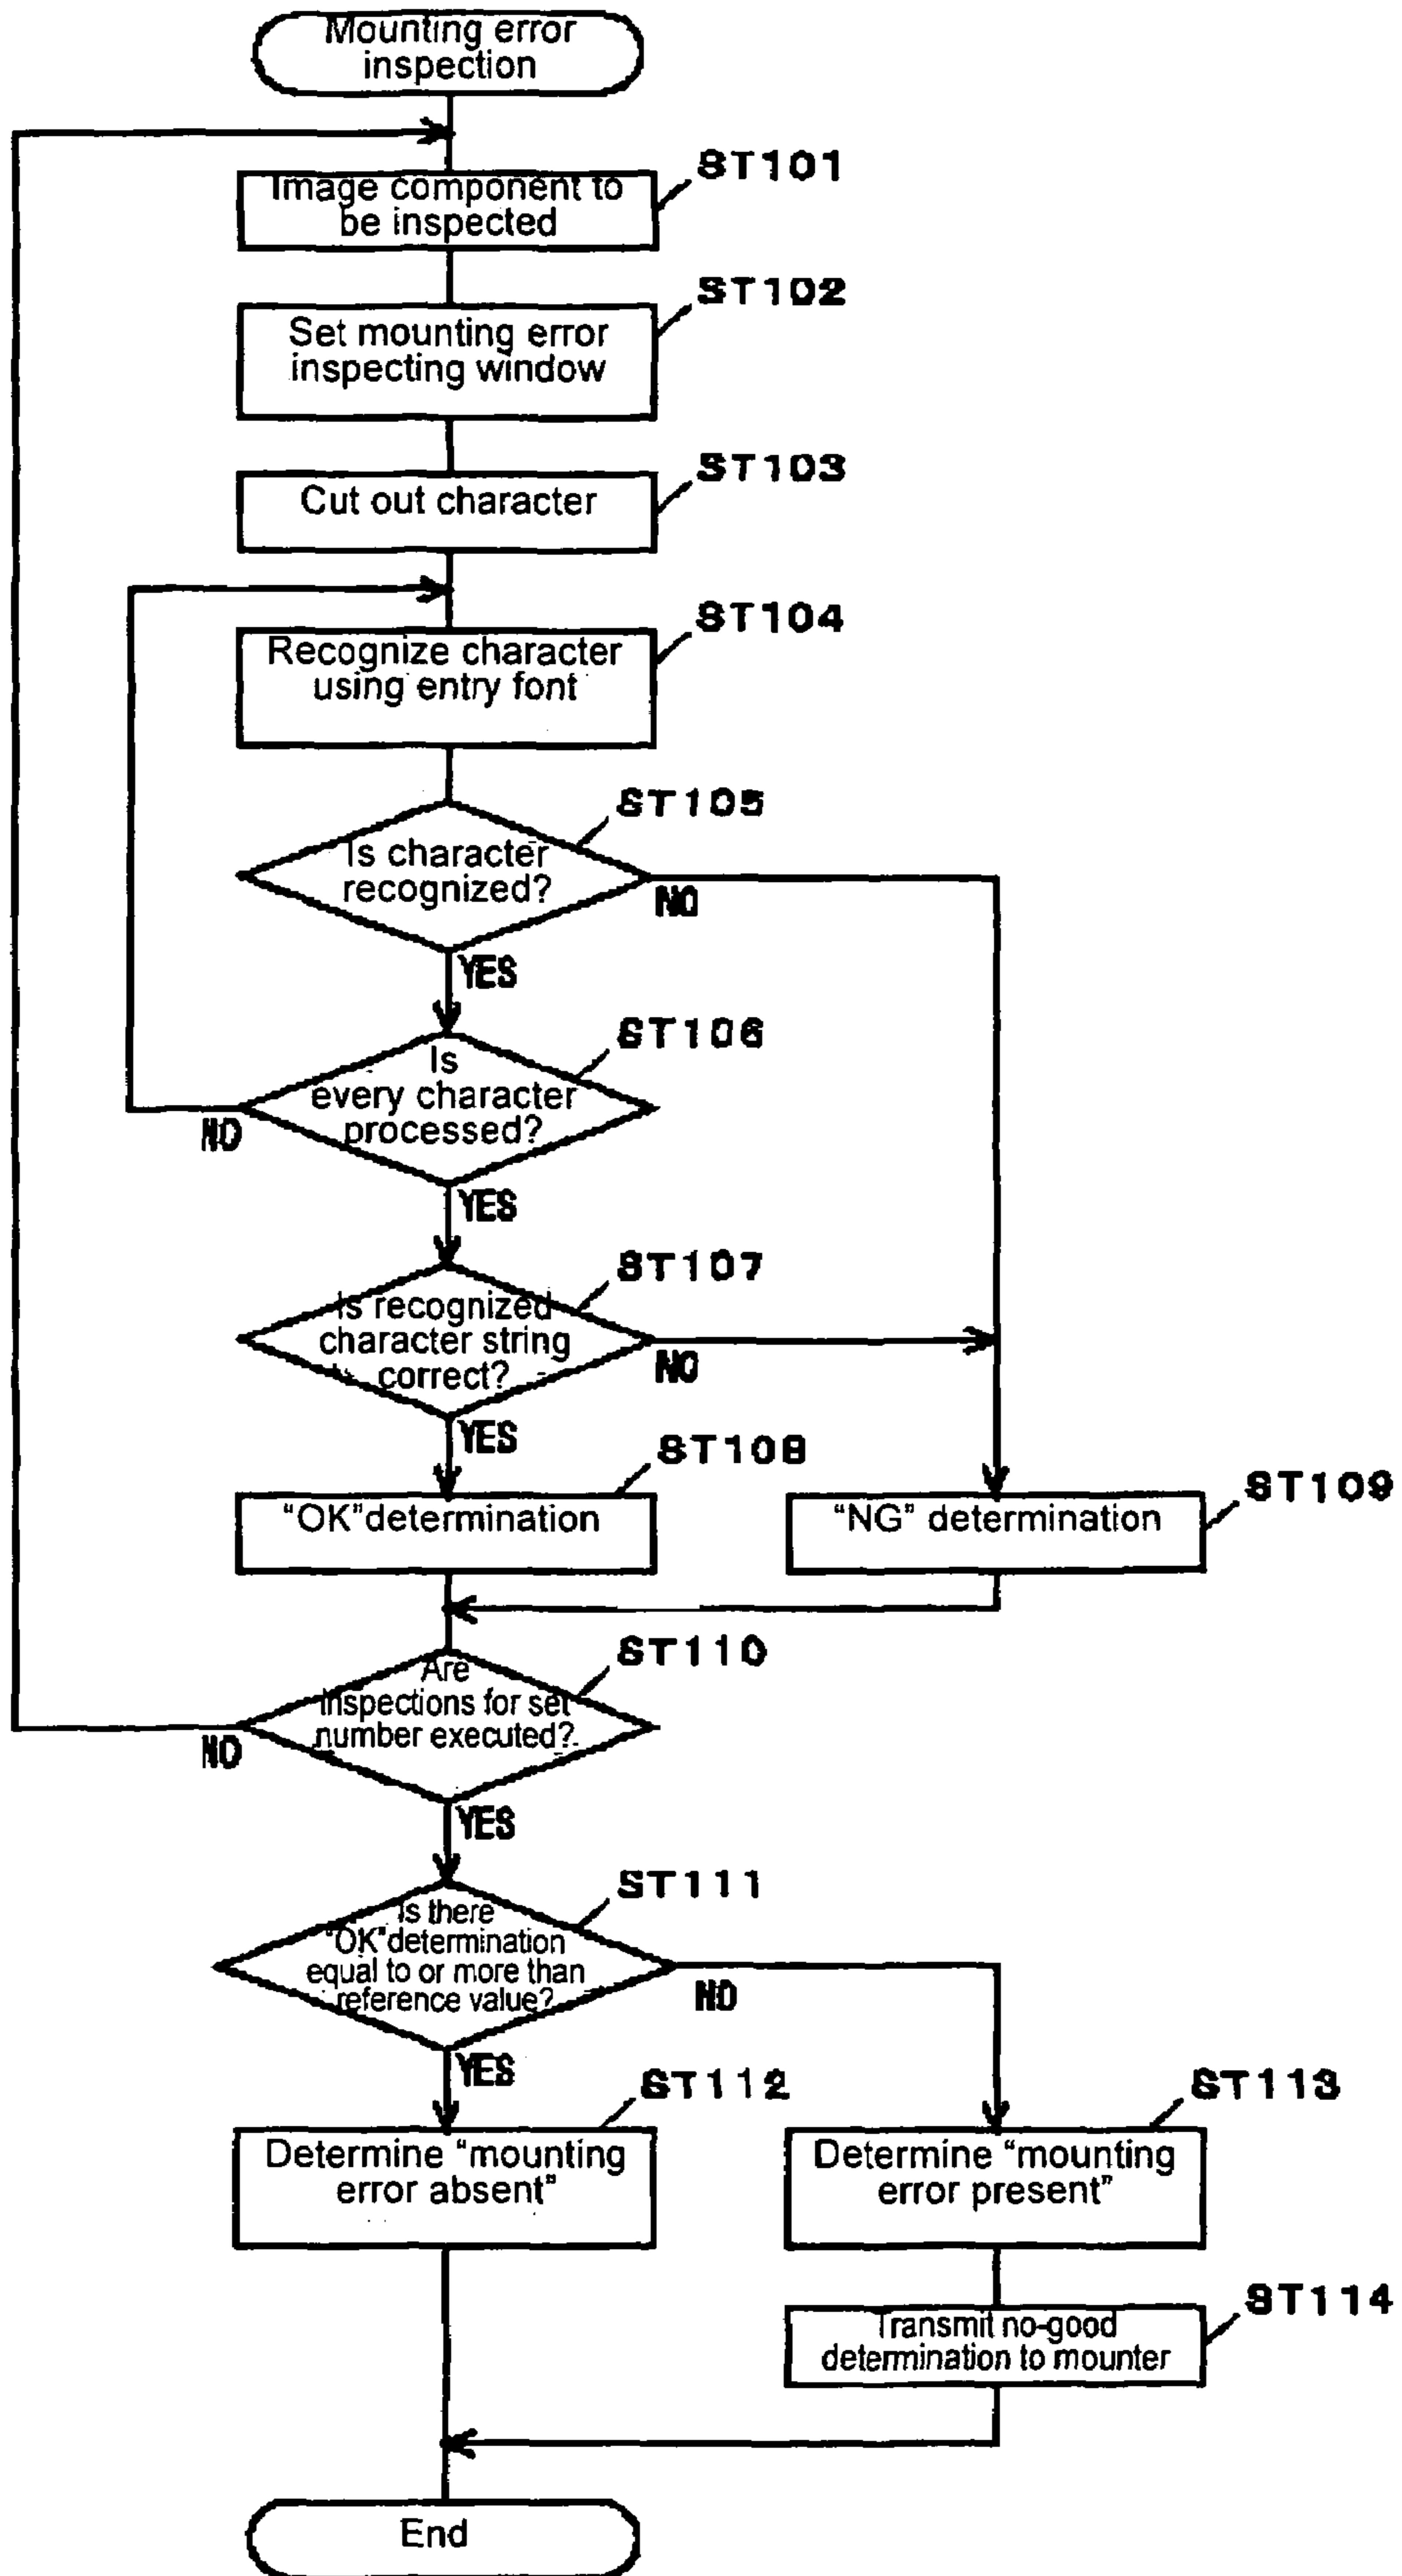 Mounting error
inspection
ST101
Image component to
be inspected
ST102
Set mounting error
inspecting window
ST103
Cut out character
ST104
Recognize character
using entry font
ST105
Is character
recognized?
NO
YES
ST106
Is
every character
processed?
NO
YES
ST107
Is recognized
character string
correct?
NO
YES
ST108
"OK"determination
ST109
"NG" determination
ST110
Are
inspections for set
number executed?
NO
YES
ST111
Is there
"OK"determination
equal to or more than
reference value?
NO
YES
ST112
Determine "mounting
error absent"
ST113
Determine "mounting
error present"
ST114
Transmit no-good
determination to mounter
End